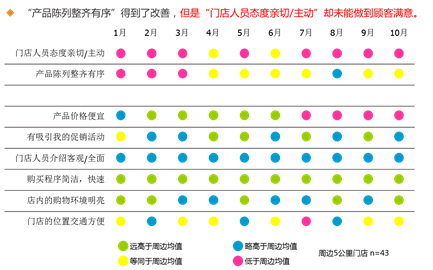 “产品陈列整齐有序”得到了改善，但是“门店人员态度亲切/主动”却未能做到顾客满意。
1月 2月 3月 4月 5月 6月 7月 8月 9月 10月
门店人员态度亲切/主动
产品陈列整齐有序
产品价格便宜
有吸引我的促销活动
门店人员介绍客观/全面
购买程序简洁，快速
店内的购物环境明亮
门店的位置交通方便
远高于周边均值 略高于周边均值
等同于周边均值 低于周边均值
周边5公里门店 n=43